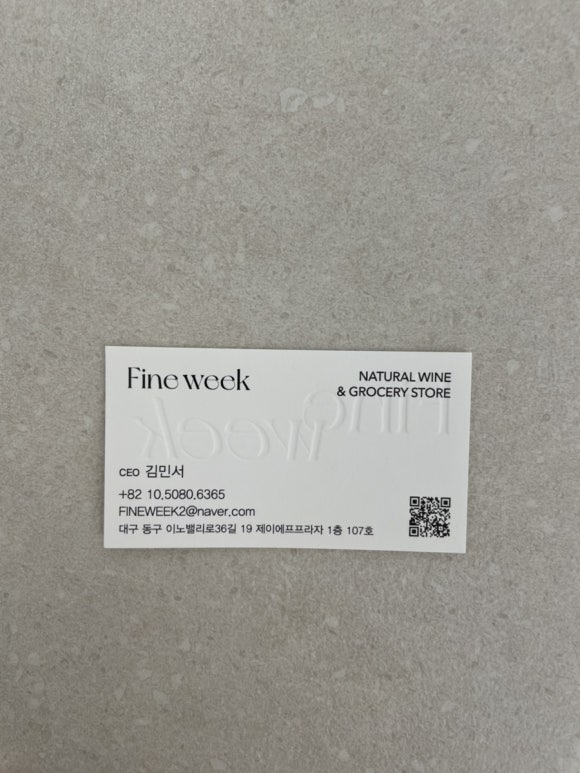 Fine week
NATURAL WINE
& GROCERY STORE
Fine
week
CEO 김민서
+82 10.5080.6365
FINEWEEK2@naver.com
대구 동구 이노밸리로36길 19 제이에프프라자 1층 107호